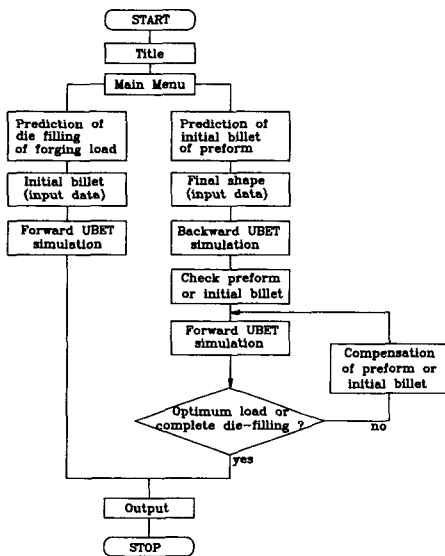 START
Title
Main Menu
Prediction of
die filling
of forging load
Initial billet
(input data)
Forward UBET
simulation
Prediction of
initial billet
of preform
Final shape
(input data)
Backward UBET
simulation
Check preform
or initial billet
Forward UBET
simulation
Compensation
of preform or
initial billet
Optimum load or
complete die-filling ?
no
yes
Output
STOP